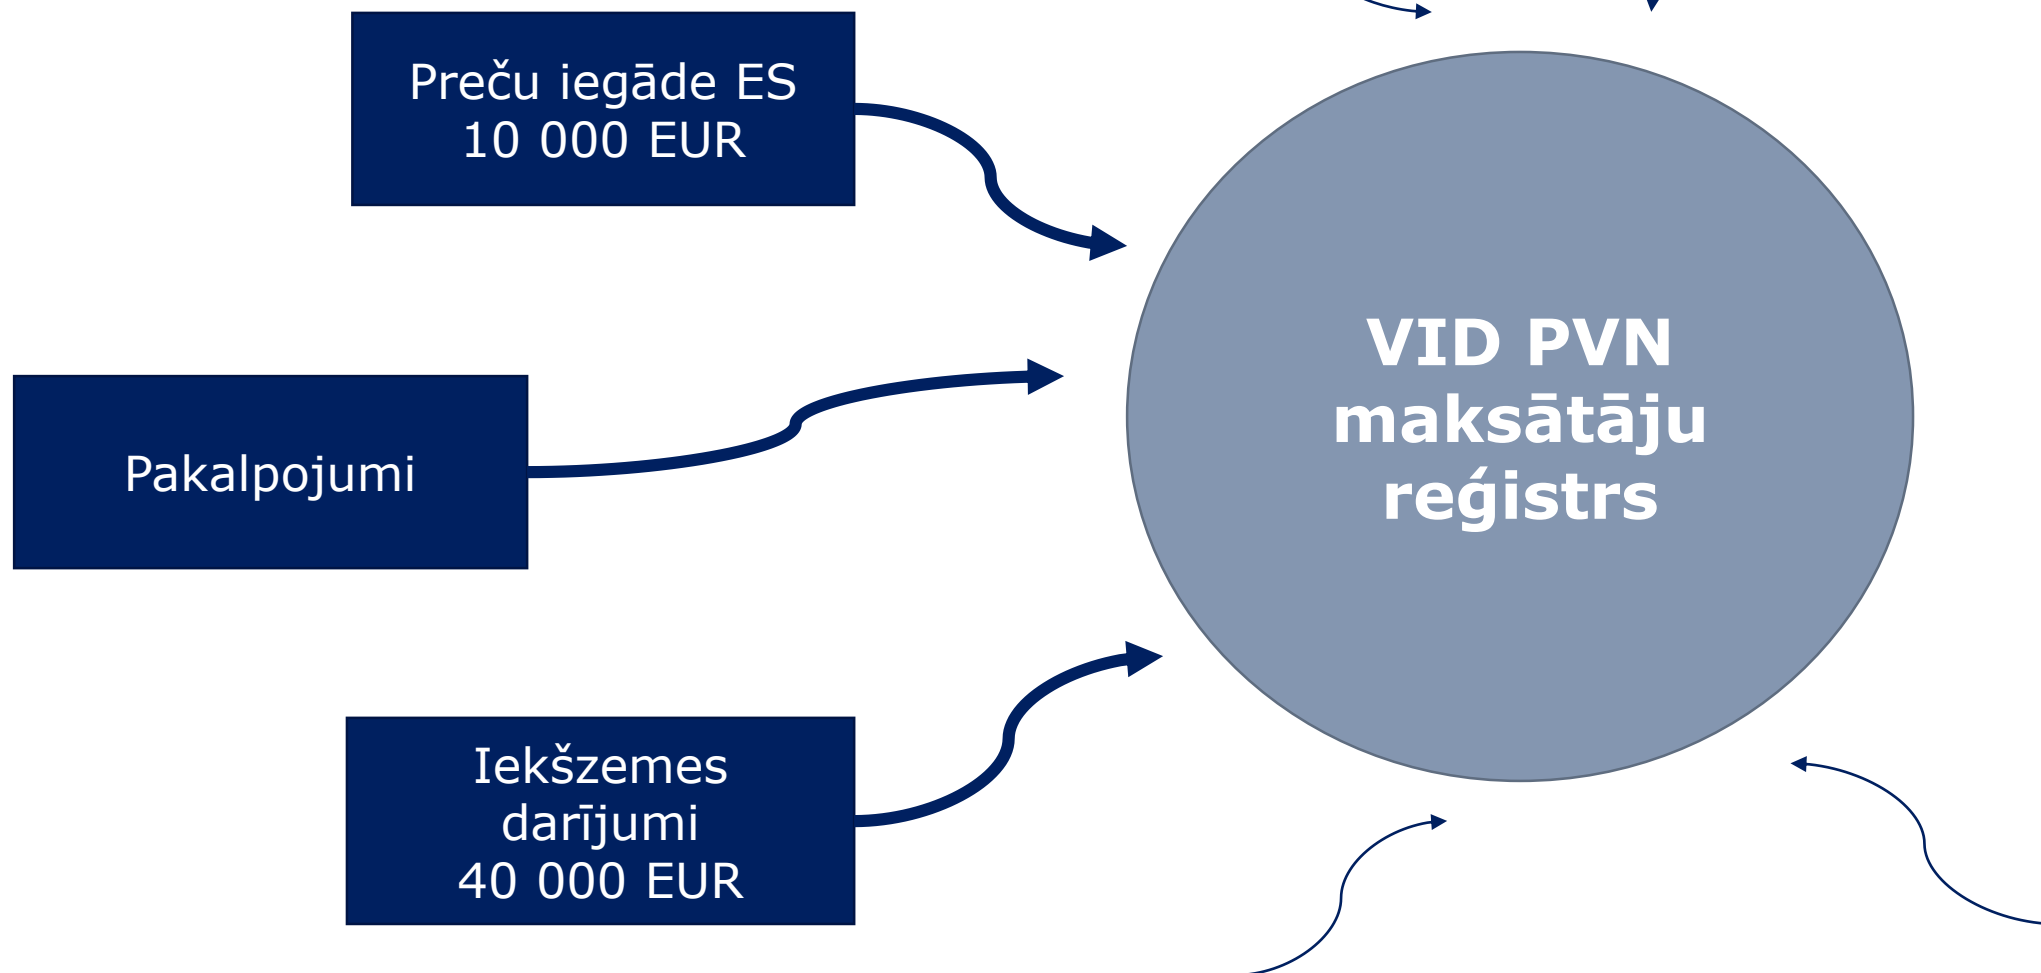 Preču iegāde ES
10 000 EUR
VID PVN
maksātāju
reģistrs
Pakalpojumi
Iekšzemes
darījumi
40 000 EUR